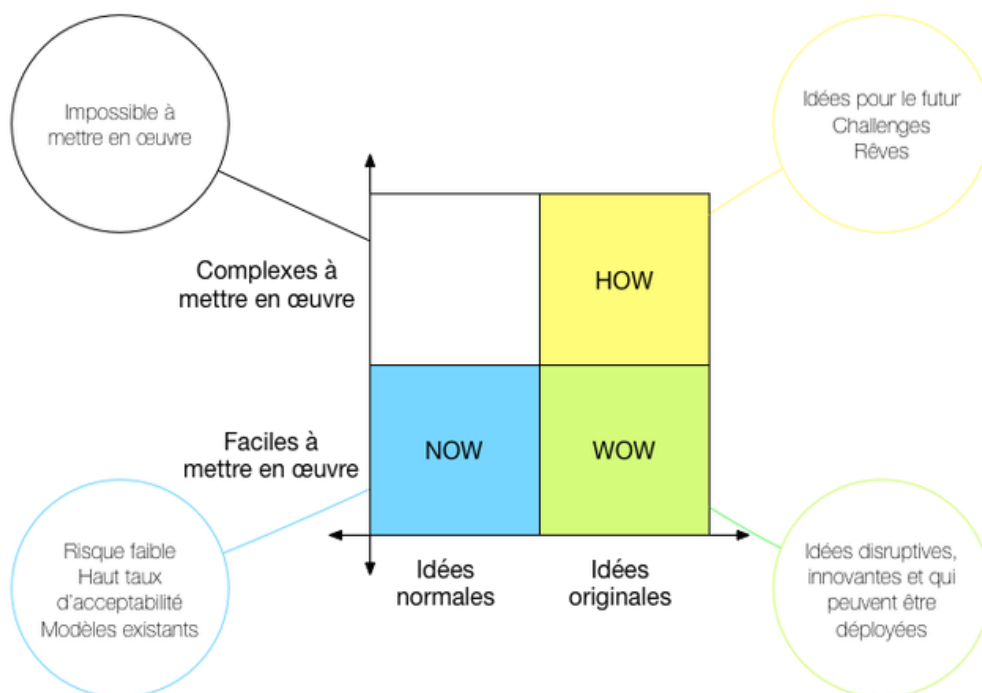 Impossible à
mettre en œuvre
Idées pour le futur
Challenges
Rêves
Complexes à
mettre en œuvre
HOW
Faciles à
mettre en œuvre
NOW
WOW
Risque faible
Haut taux
d'acceptabilité
Modèles existants
Idées
normales
Idées
originales
Idées disruptives,
innovantes et qui
peuvent être
déployées